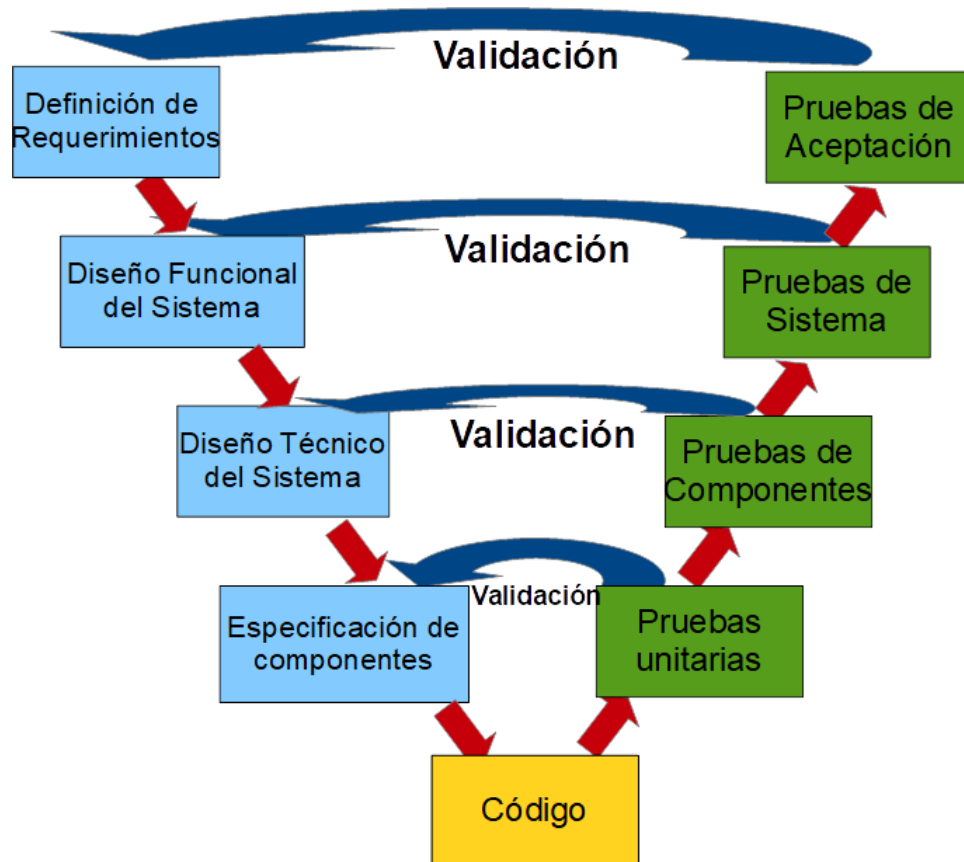 Validación
Definición de
Requerimientos
Pruebas de
Aceptación
Validación
Diseño Funcional
del Sistema
Pruebas de
Sistema
Validación
Diseño Técnico
del Sistema
Pruebas de
Componentes
Validación
Especificación de
componentes
Pruebas
unitarias
Código